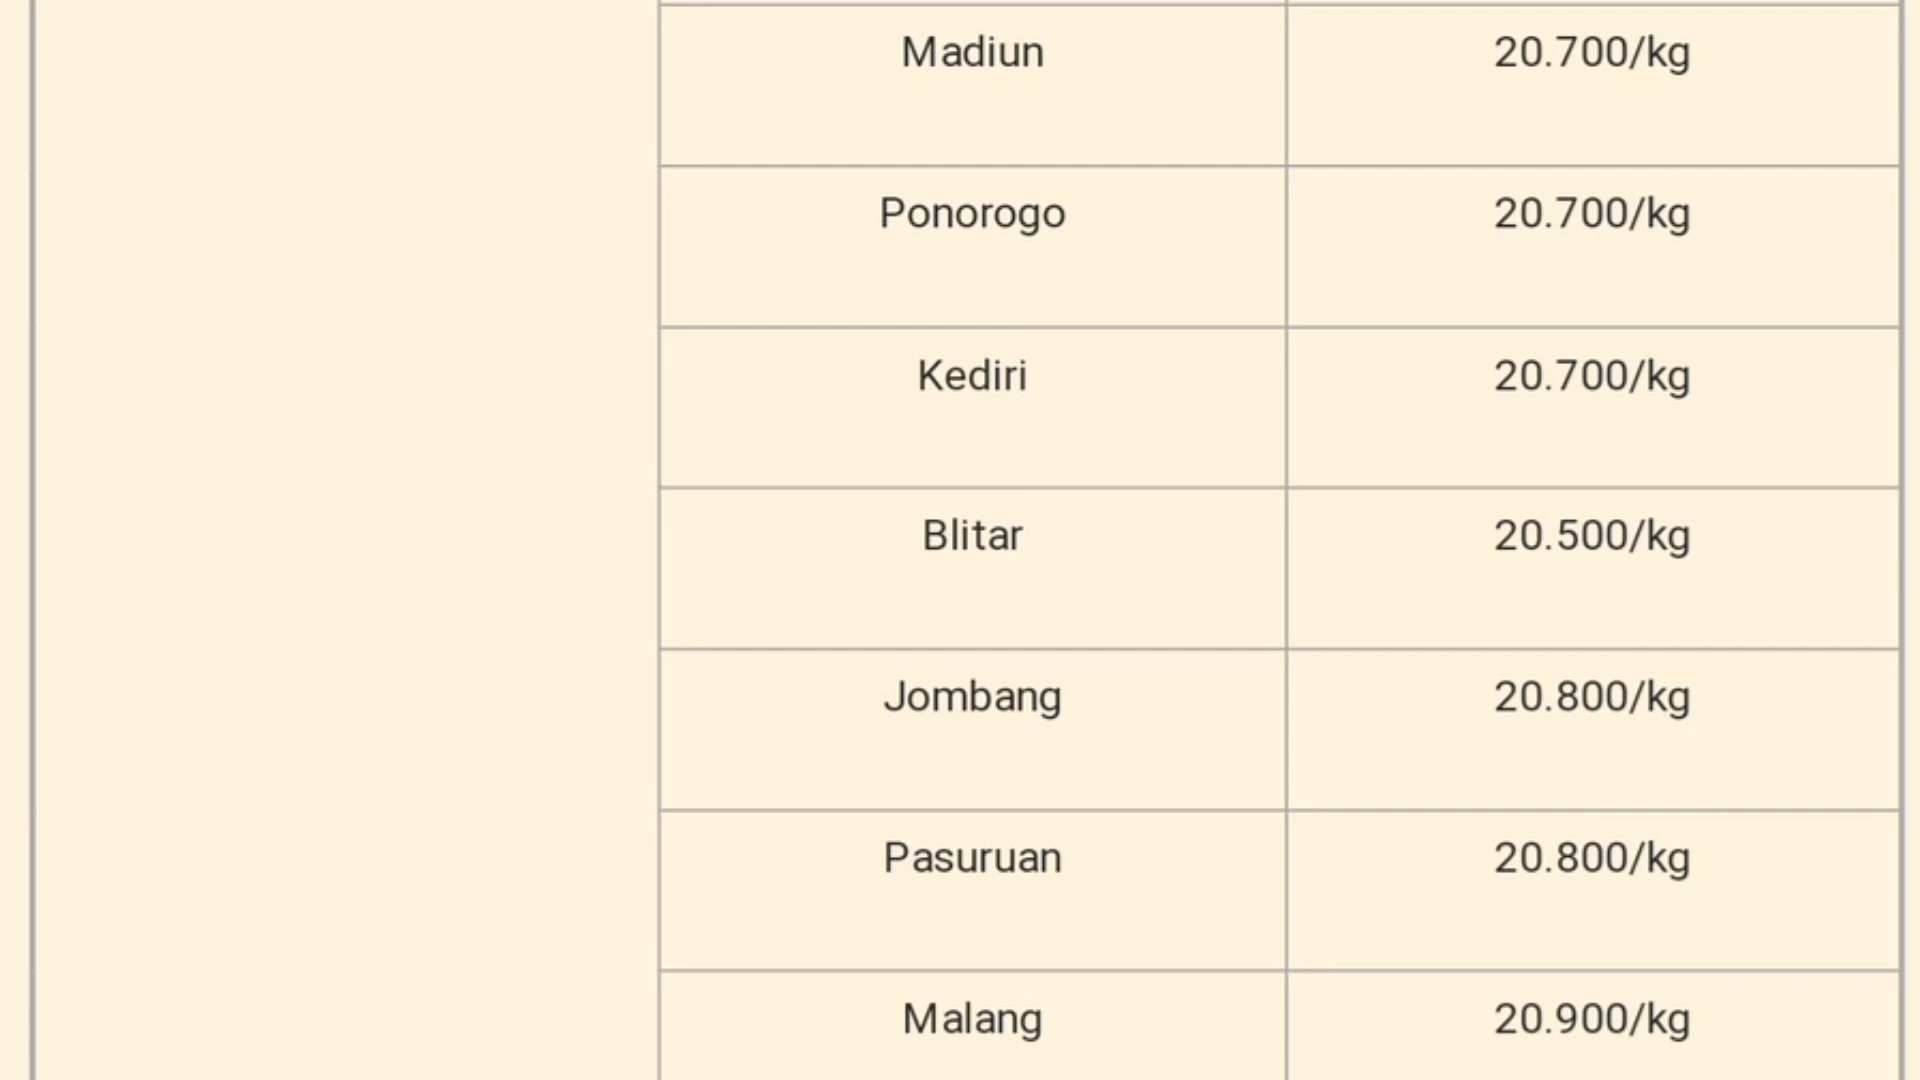 Madiun 20.700/kg
Ponorogo 20.700/kg
Kediri 20.700/kg
Blitar 20.500/kg
Jombang 20.800/kg
Pasuruan 20.800/kg
Malang 20.900/kg